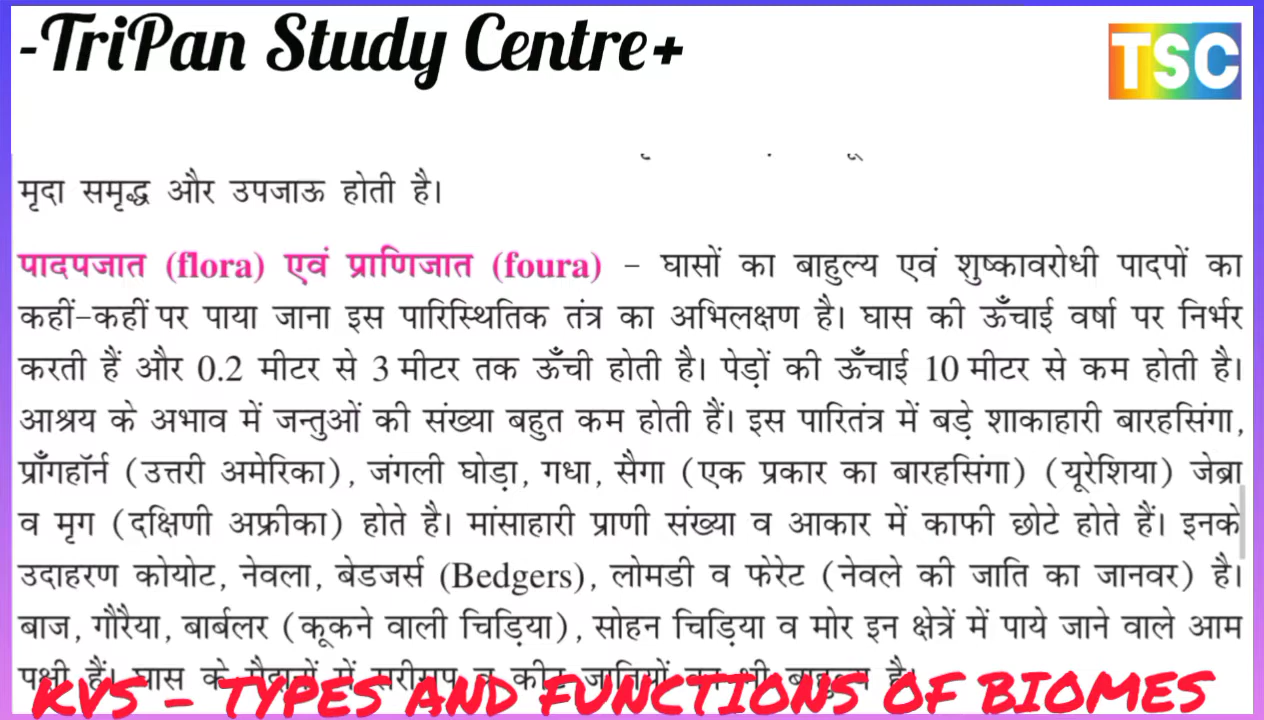 -TriPan Study Centre+
TSC
मृदा समृद्ध और उपजाऊ होती है।
पादपजात (flora) एवं प्राणिजात (foura) – घासों का बाहुल्य एवं शुष्कावरोधी पादपों का
कहीं-कहीं पर पाया जाना इस पारिस्थितिक तंत्र का अभिलक्षण है। घास की ऊँचाई वर्षा पर निर्भर
करती हैं और 0.2 मीटर से 3 मीटर तक ऊँची होती है। पेड़ों की ऊँचाई 10 मीटर से कम होती है।
आश्रय के अभाव में जन्तुओं की संख्या बहुत कम होती हैं। इस पारितंत्र में बड़े शाकाहारी बारहसिंगा,
प्राँगहॉर्न (उत्तरी अमेरिका), जंगली घोड़ा, गधा, सैगा (एक प्रकार का बारहसिंगा) (यूरेशिया) जेब्रा
व मृग (दक्षिणी अफ्रीका) होते है। मांसाहारी प्राणी संख्या व आकार में काफी छोटे होते हैं। इनके
उदाहरण कोयोट, नेवला, बेडजर्स (Bedgers), लोमडी व फेरेट (नेवले की जाति का जानवर) है।
बाज, गौरैया, बार्बलर (कूकने वाली चिड़िया), सोहन चिड़िया व मोर इन क्षेत्रें में पाये जाने वाले आम
पक्षी हैं। घास के मैदानों में सरीसृप व कीट जातियों का भी बाहुल्य है।
KVS - TYPES AND FUNCTIONS OF BIOMES